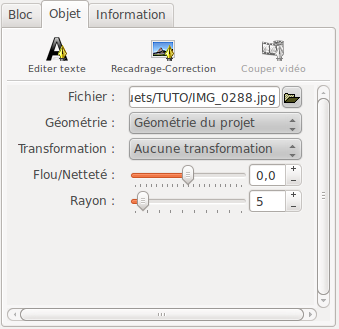 Bloc Objet Information
Editer texte Recadrage-Correction Couper vidéo
Fichier : uets/TUTO/IMG_0288.jpg
Géométrie : Géométrie du projet
Transformation : Aucune transformation
Flou/Netteté : 0,0
Rayon : 5